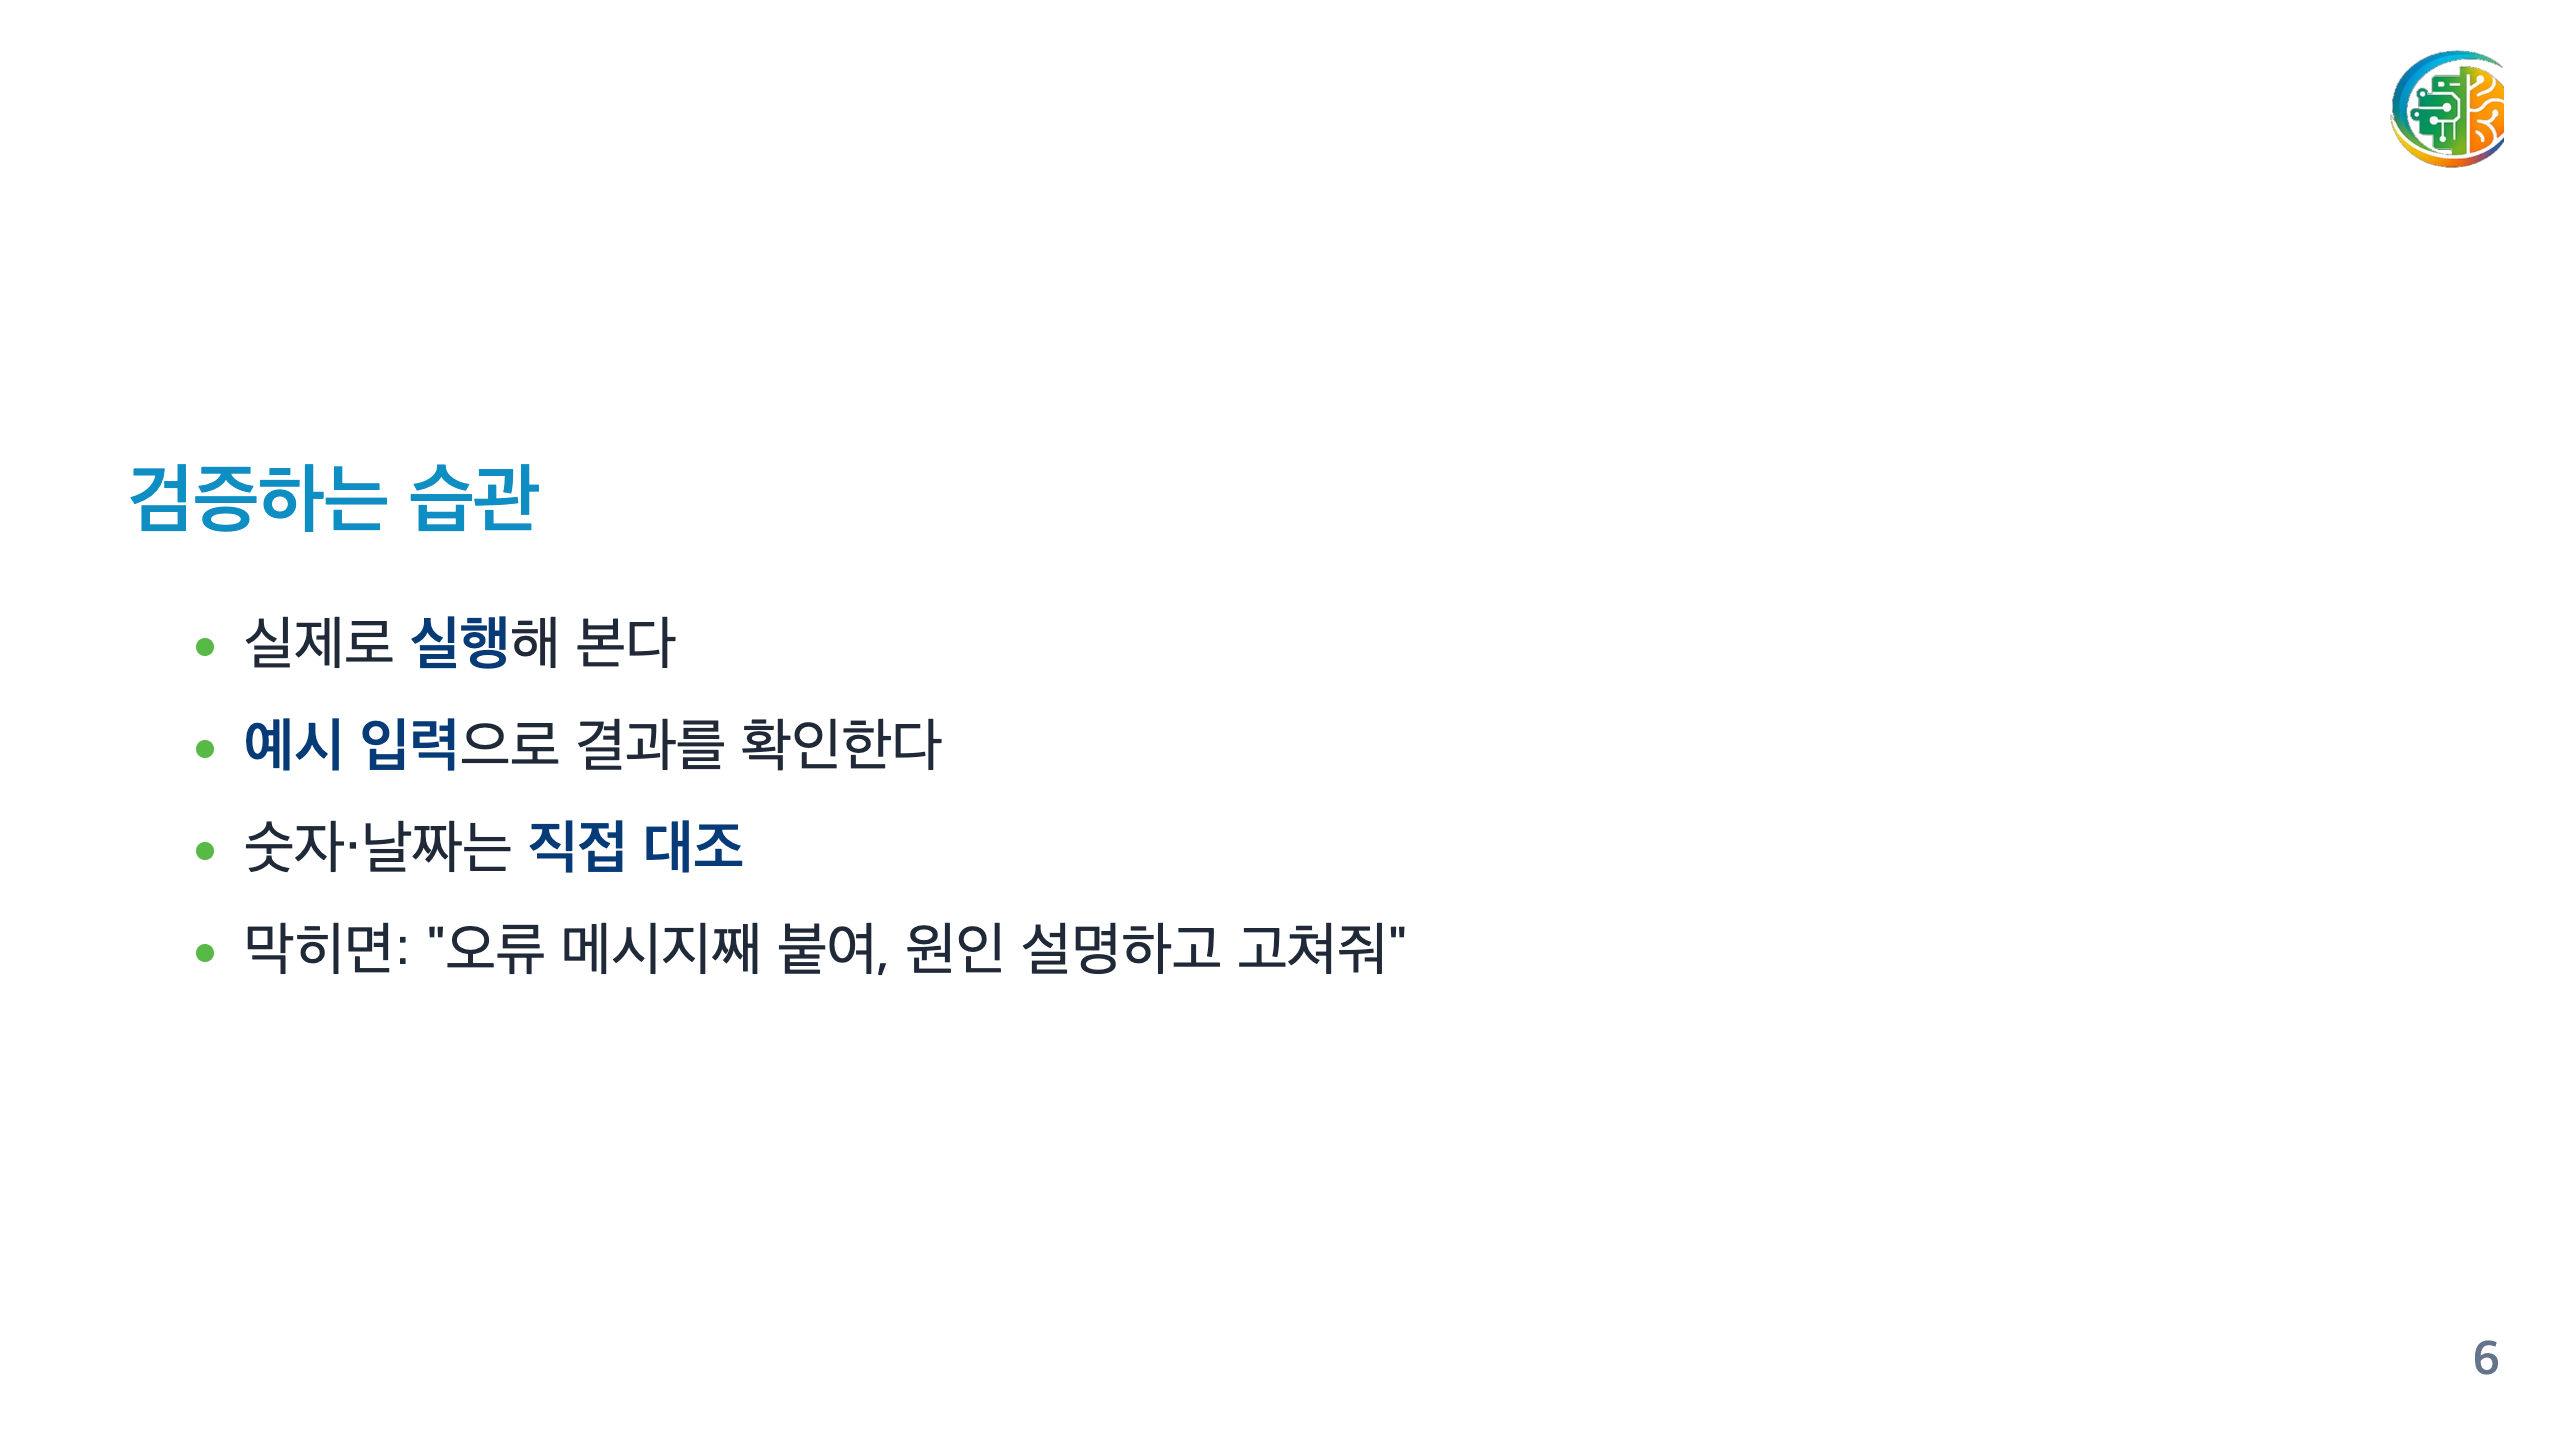 검증하는 습관
실제로 실행해 본다
예시 입력으로 결과를 확인한다
숫자·날짜는 직접 대조
막히면: "오류 메시지째 붙여, 원인 설명하고 고쳐줘"
6